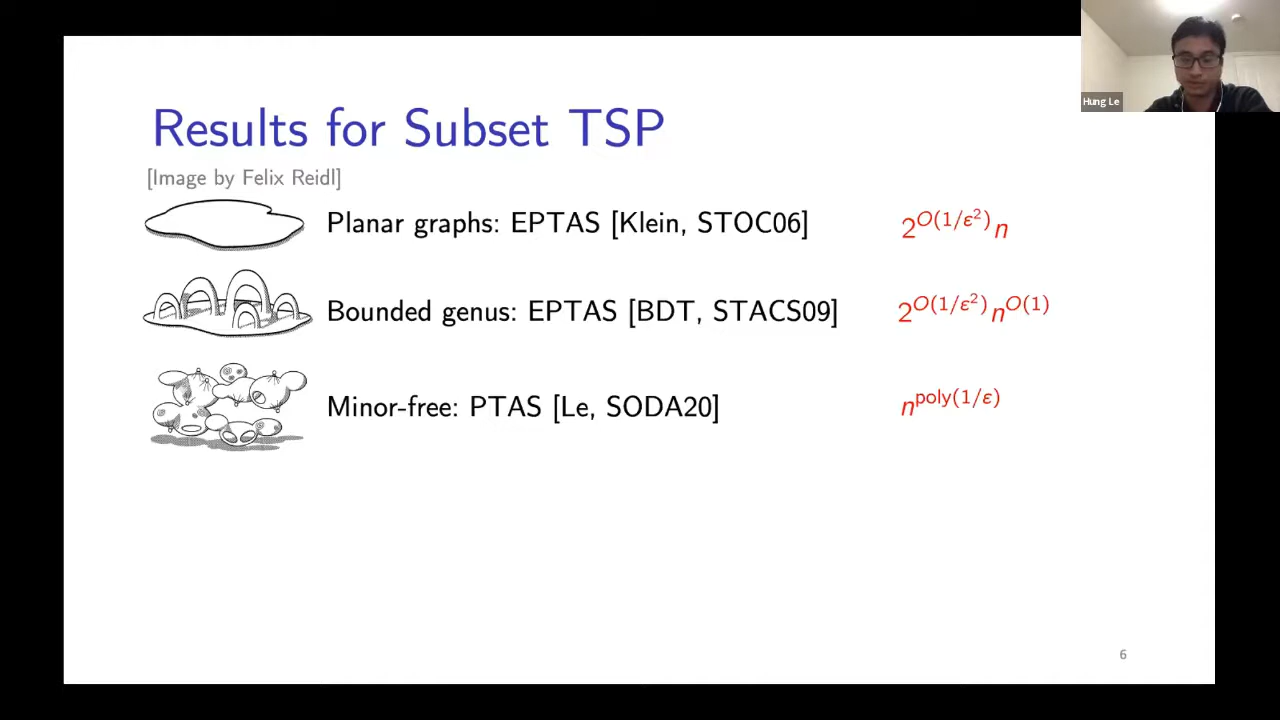 Hung Le
Results for Subset TSP
[Image by Felix Reidl]
Planar graphs: EPTAS [Klein, STOC06] 2^{O(1/ε^2)} n
Bounded genus: EPTAS [BDT, STACS09] 2^{O(1/ε^2)} n^{O(1)}
Minor-free: PTAS [Le, SODA20] n^{poly(1/ε)}
6